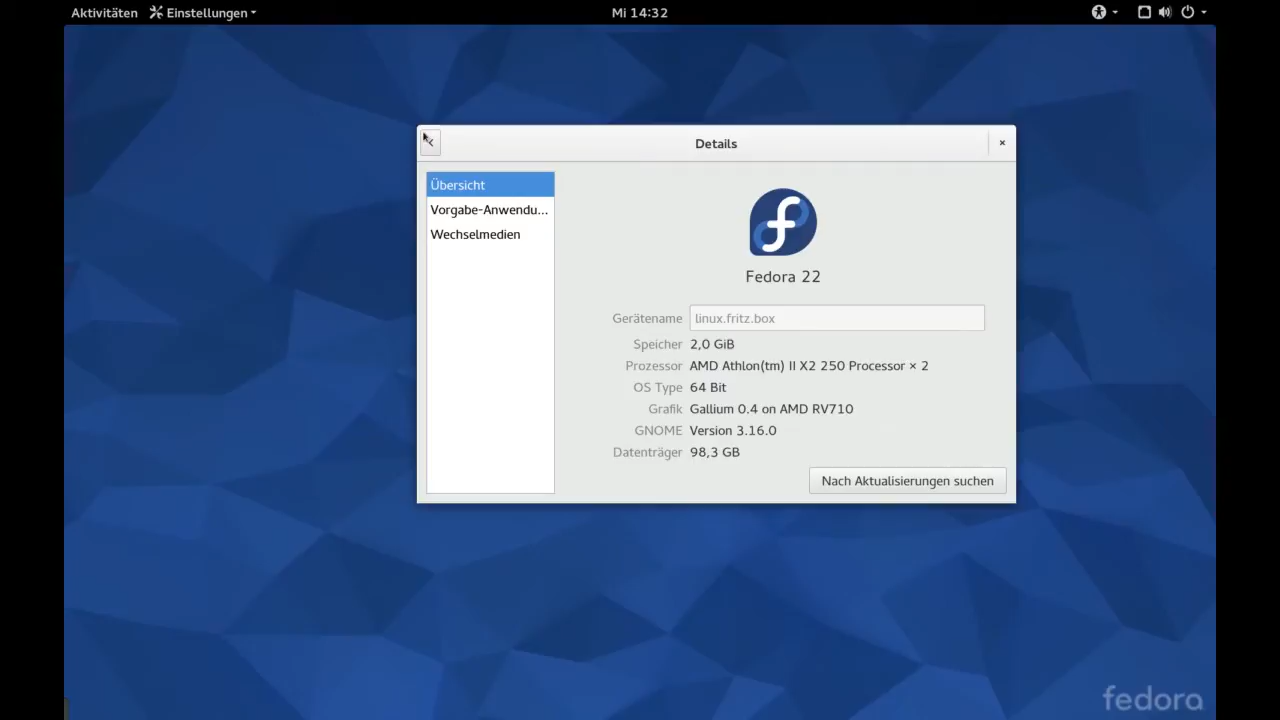 Aktivitäten Einstellungen Mi 14:32
Details
Übersicht
Vorgabe-Anwendu...
Wechselmedien
Fedora 22
Gerätename linux.fritz.box
Speicher 2,0 GiB
Prozessor AMD Athlon(tm) II X2 250 Processor × 2
OS Type 64 Bit
Grafik Gallium 0.4 on AMD RV710
GNOME Version 3.16.0
Datenträger 98,3 GB
Nach Aktualisierungen suchen
fedora